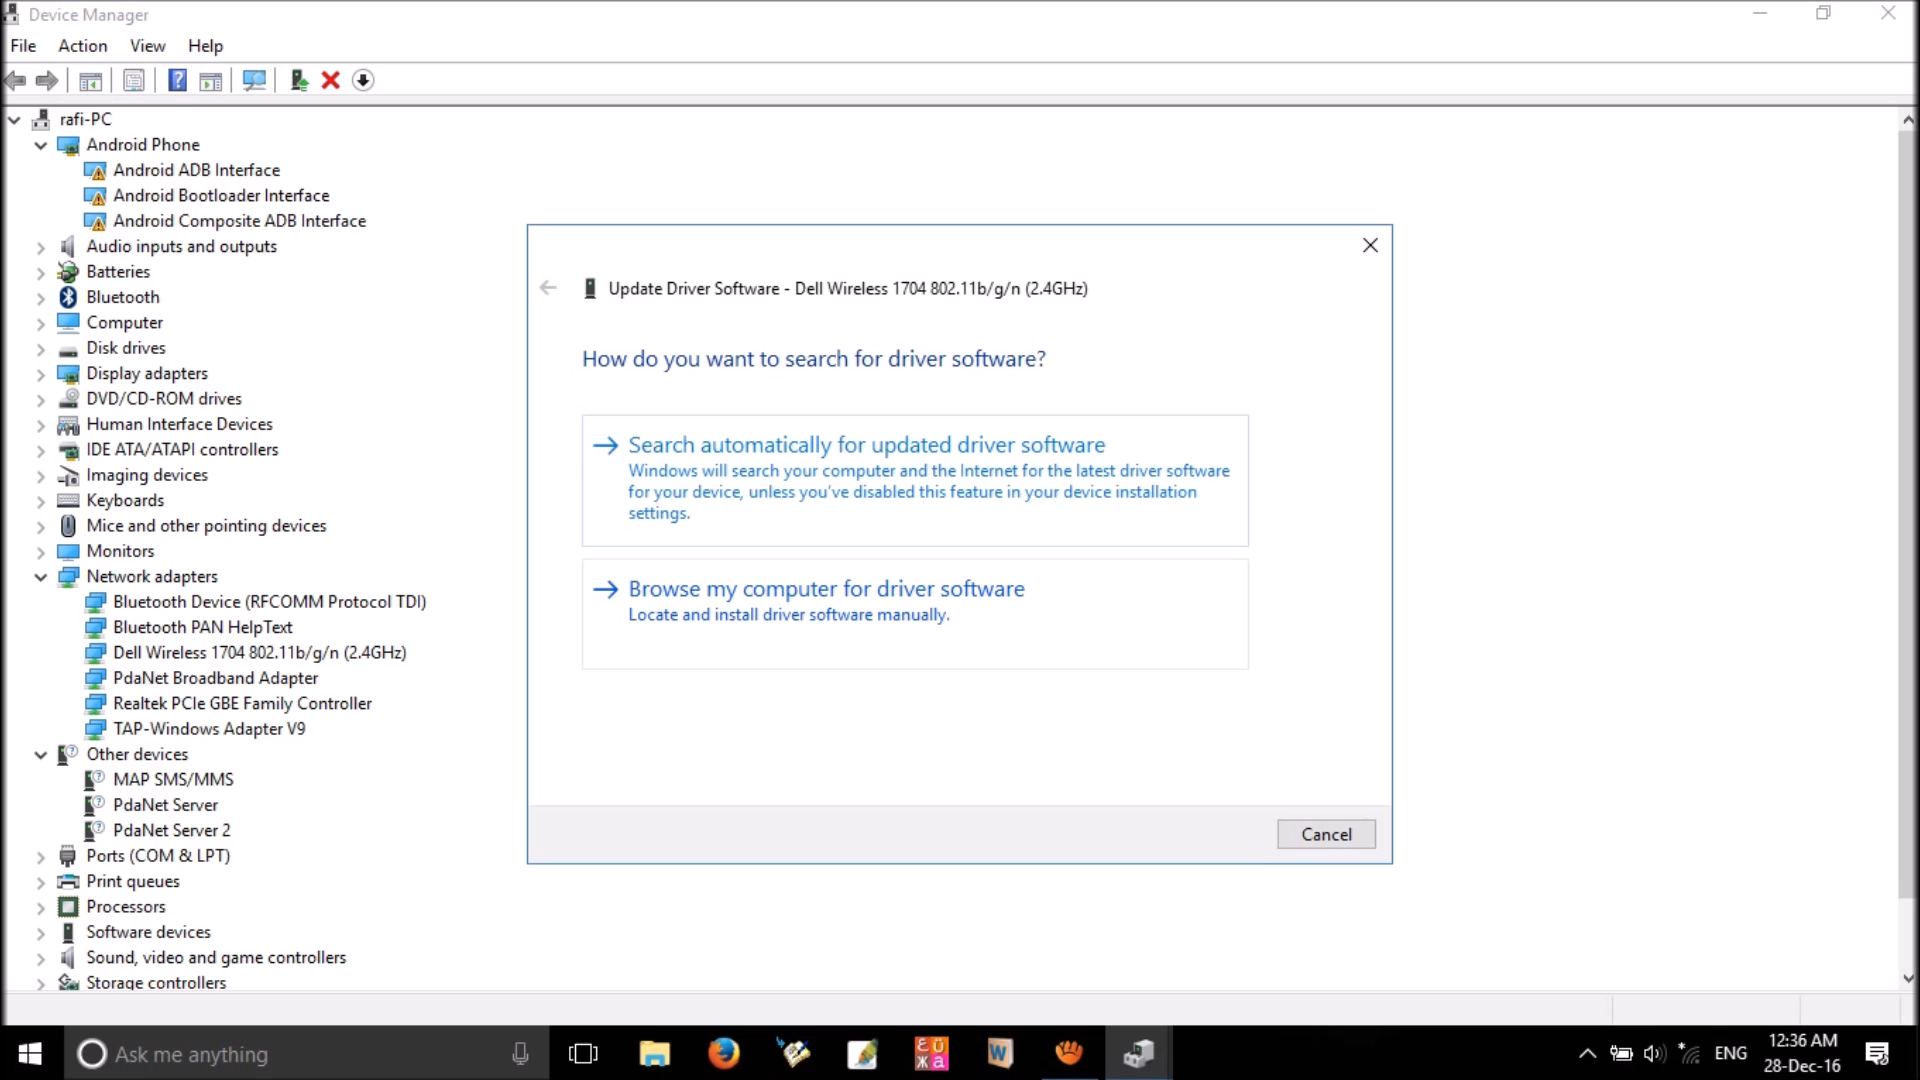 Device Manager
File Action View Help
rafi-PC
Android Phone
Android ADB Interface
Android Bootloader Interface
Android Composite ADB Interface
Audio inputs and outputs
Batteries
Bluetooth
Computer
Disk drives
Display adapters
DVD/CD-ROM drives
Human Interface Devices
IDE ATA/ATAPI controllers
Imaging devices
Keyboards
Mice and other pointing devices
Monitors
Network adapters
Bluetooth Device (RFCOMM Protocol TDI)
Bluetooth PAN HelpText
Dell Wireless 1704 802.11b/g/n (2.4GHz)
PdaNet Broadband Adapter
Realtek PCIe GBE Family Controller
TAP-Windows Adapter V9
Other devices
MAP SMS/MMS
PdaNet Server
PdaNet Server 2
Ports (COM & LPT)
Print queues
Processors
Software devices
Sound, video and game controllers
Storage controllers
Update Driver Software - Dell Wireless 1704 802.11b/g/n (2.4GHz)
How do you want to search for driver software?
Search automatically for updated driver software
Windows will search your computer and the Internet for the latest driver software
for your device, unless you've disabled this feature in your device installation
settings.
Browse my computer for driver software
Locate and install driver software manually.
Cancel
Ask me anything
ENG
12:36 AM
28-Dec-16